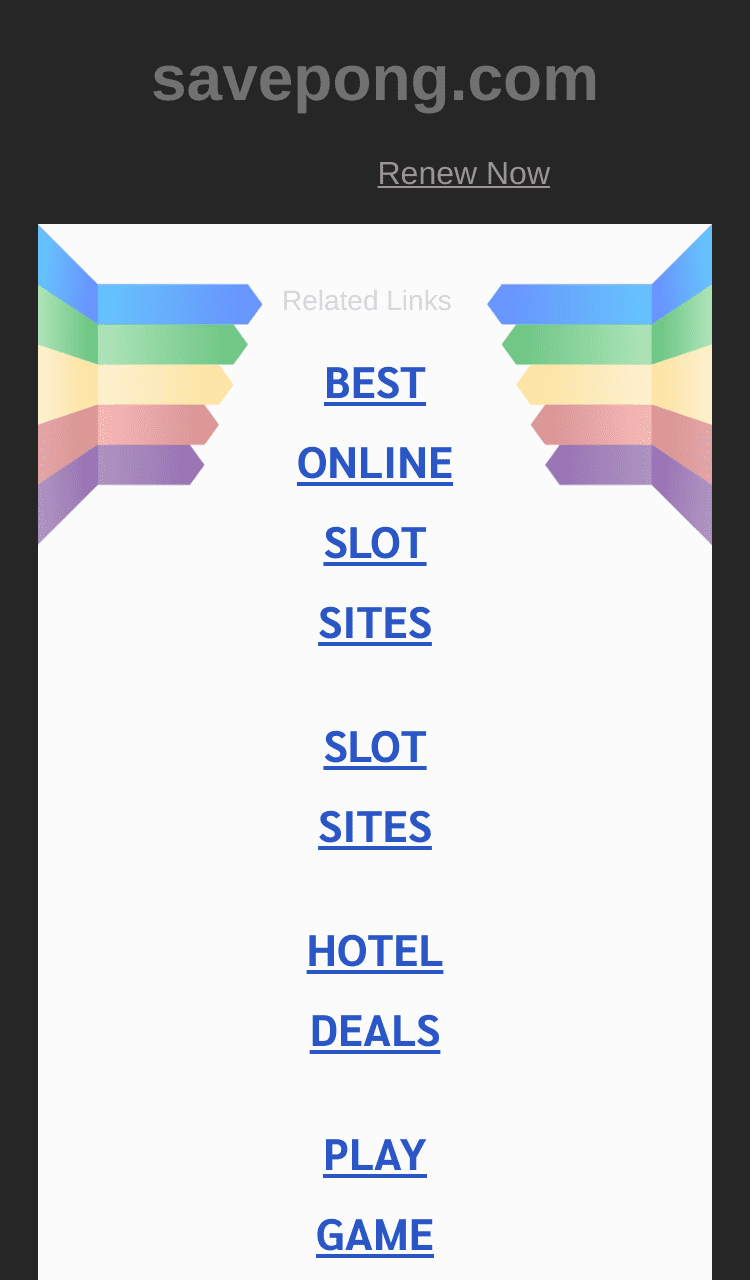 savepong.com
Renew Now
Related Links
BEST
ONLINE
SLOT
SITES
SLOT
SITES
HOTEL
DEALS
PLAY
GAME